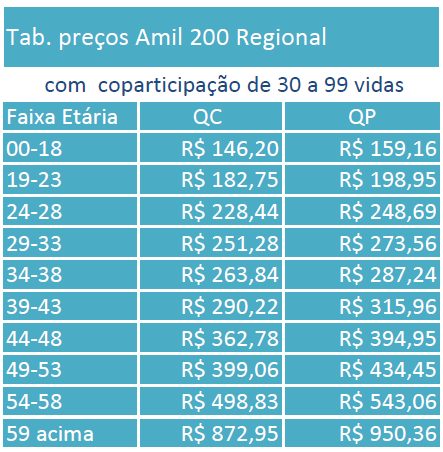 Tab. preços Amil 200 Regional
com coparticipação de 30 a 99 vidas
Faixa Etária QC QP
00-18 R$ 146,20 R$ 159,16
19-23 R$ 182,75 R$ 198,95
24-28 R$ 228,44 R$ 248,69
29-33 R$ 251,28 R$ 273,56
34-38 R$ 263,84 R$ 287,24
39-43 R$ 290,22 R$ 315,96
44-48 R$ 362,78 R$ 394,95
49-53 R$ 399,06 R$ 434,45
54-58 R$ 498,83 R$ 543,06
59 acima R$ 872,95 R$ 950,36